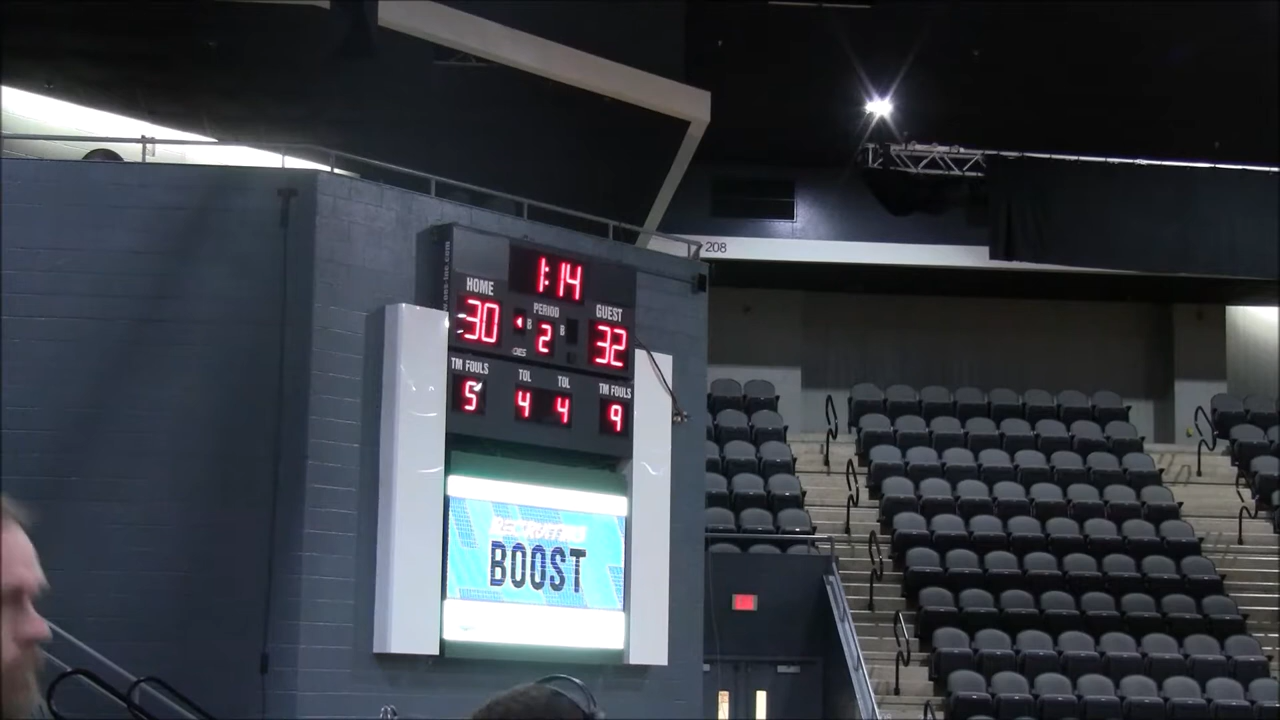 208
1:14
HOME
PERIOD
GUEST
30
B
2
B
32
TM FOULS
TOL
TOL
TM FOULS
5
4
4
9
BOOST